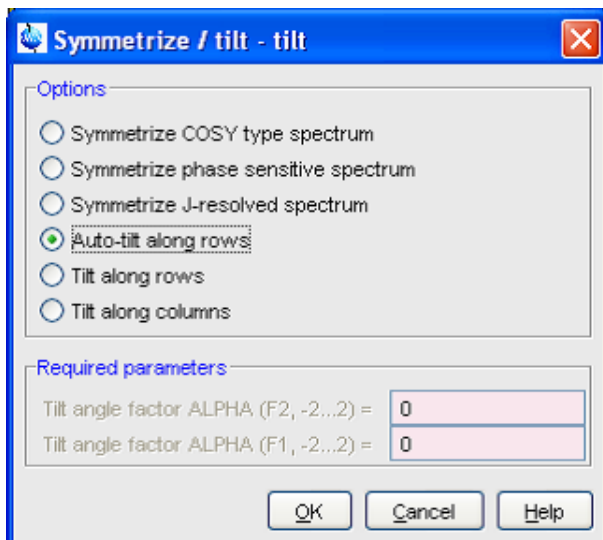 Symmetrize / tilt - tilt
Options
Symmetrize COSY type spectrum
Symmetrize phase sensitive spectrum
Symmetrize J-resolved spectrum
Auto-tilt along rows
Tilt along rows
Tilt along columns
Required parameters
Tilt angle factor ALPHA (F2, -2...2) = 0
Tilt angle factor ALPHA (F1, -2...2) = 0
OK Cancel Help